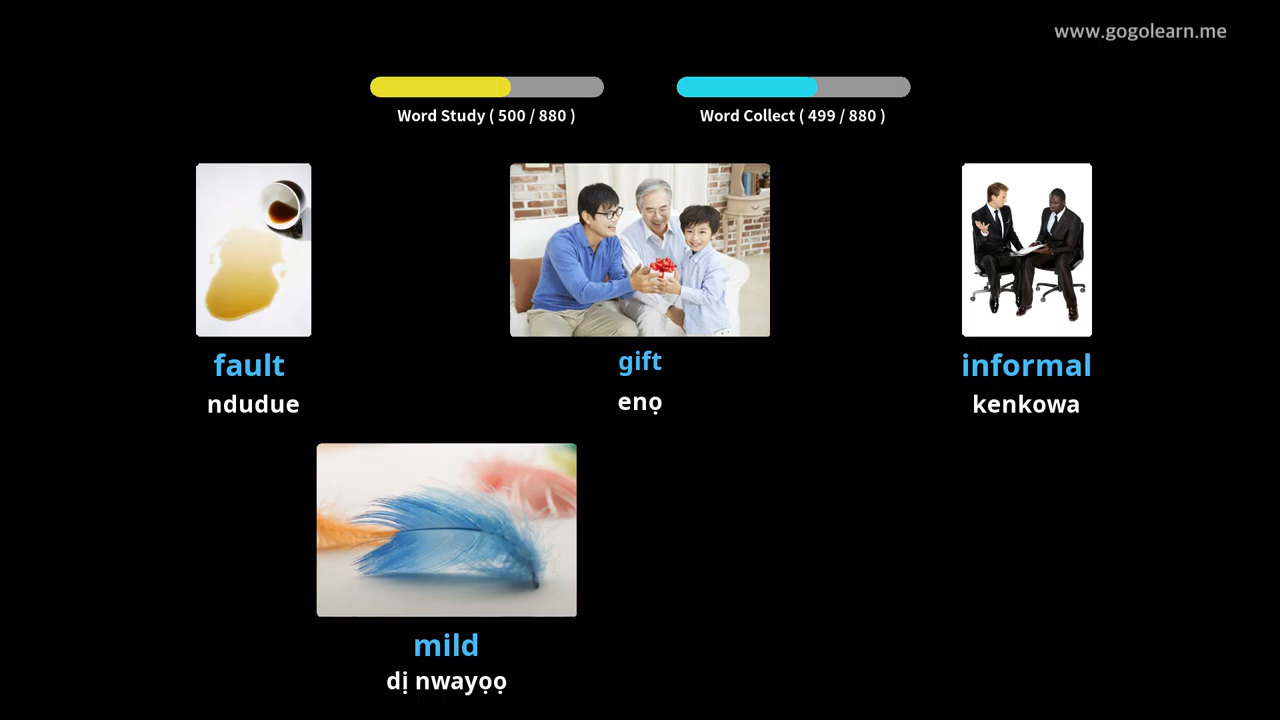 www.gogolearn.me
Word Study ( 500 / 880 )
Word Collect ( 499 / 880 )
fault
ndudue
gift
enọ
informal
kenkowa
mild
dị nwayọọ